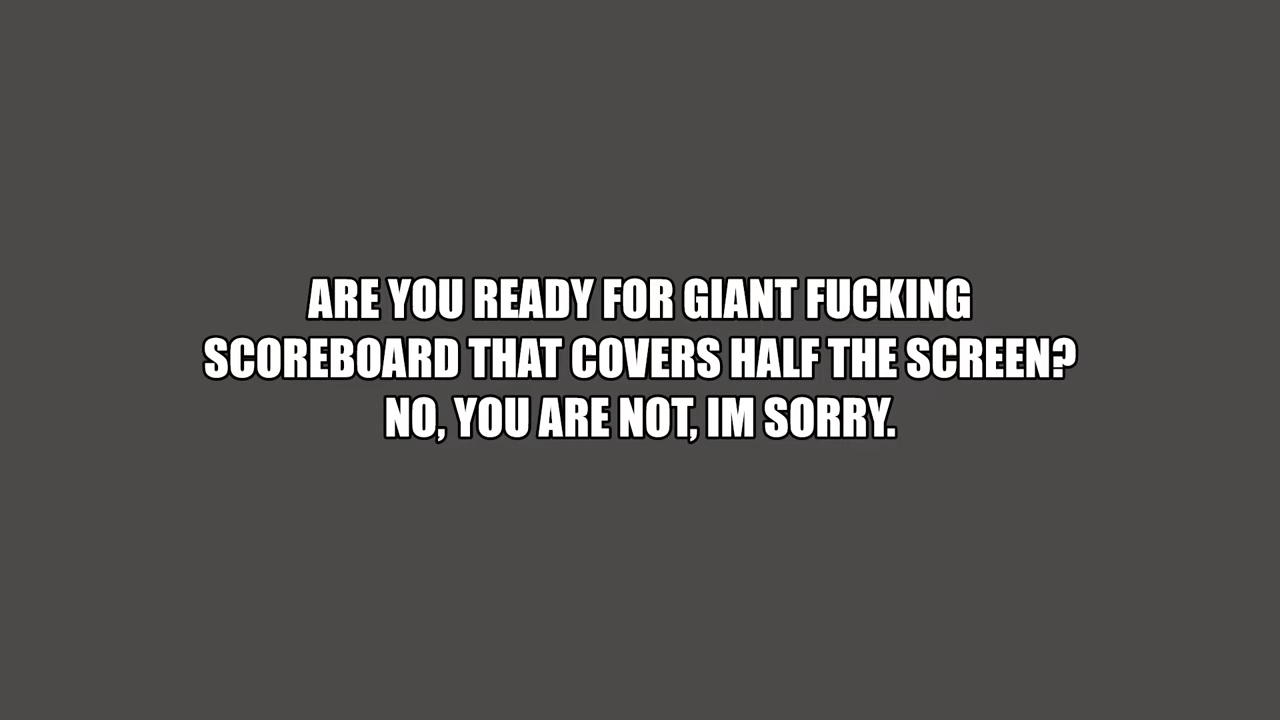 ARE YOU READY FOR GIANT FUCKING
SCOREBOARD THAT COVERS HALF THE SCREEN?
NO, YOU ARE NOT, IM SORRY.